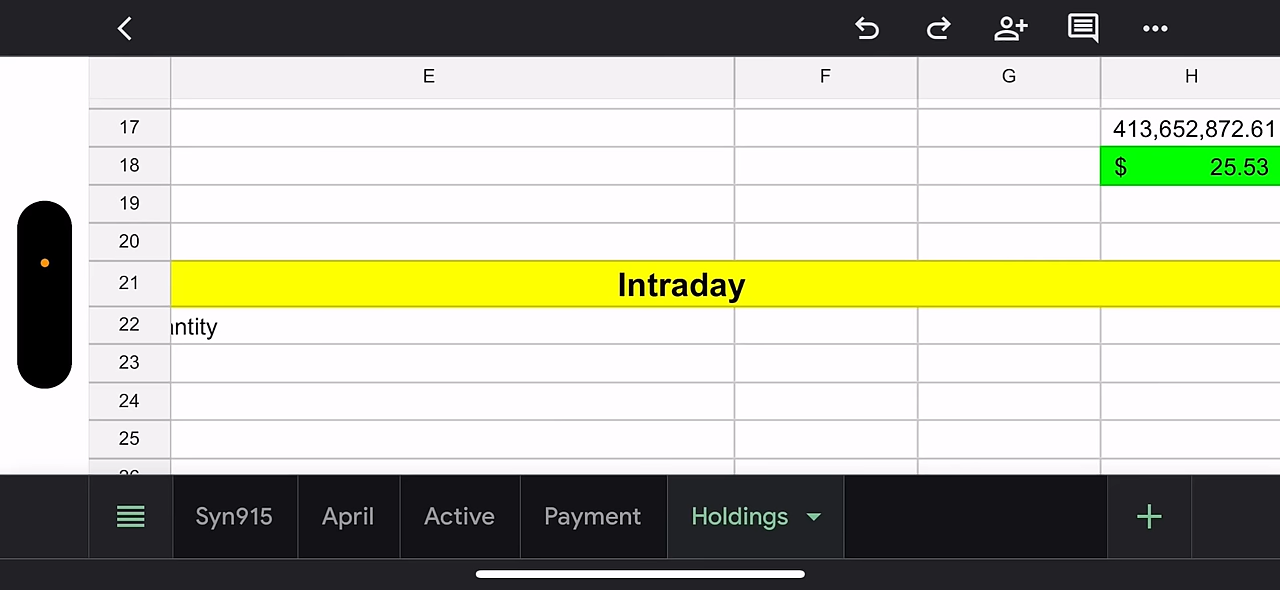 E F G H
17 413,652,872.61
18 $ 25.53
19
20
21 Intraday
22 ntity
23
24
25
Syn915 April Active Payment Holdings